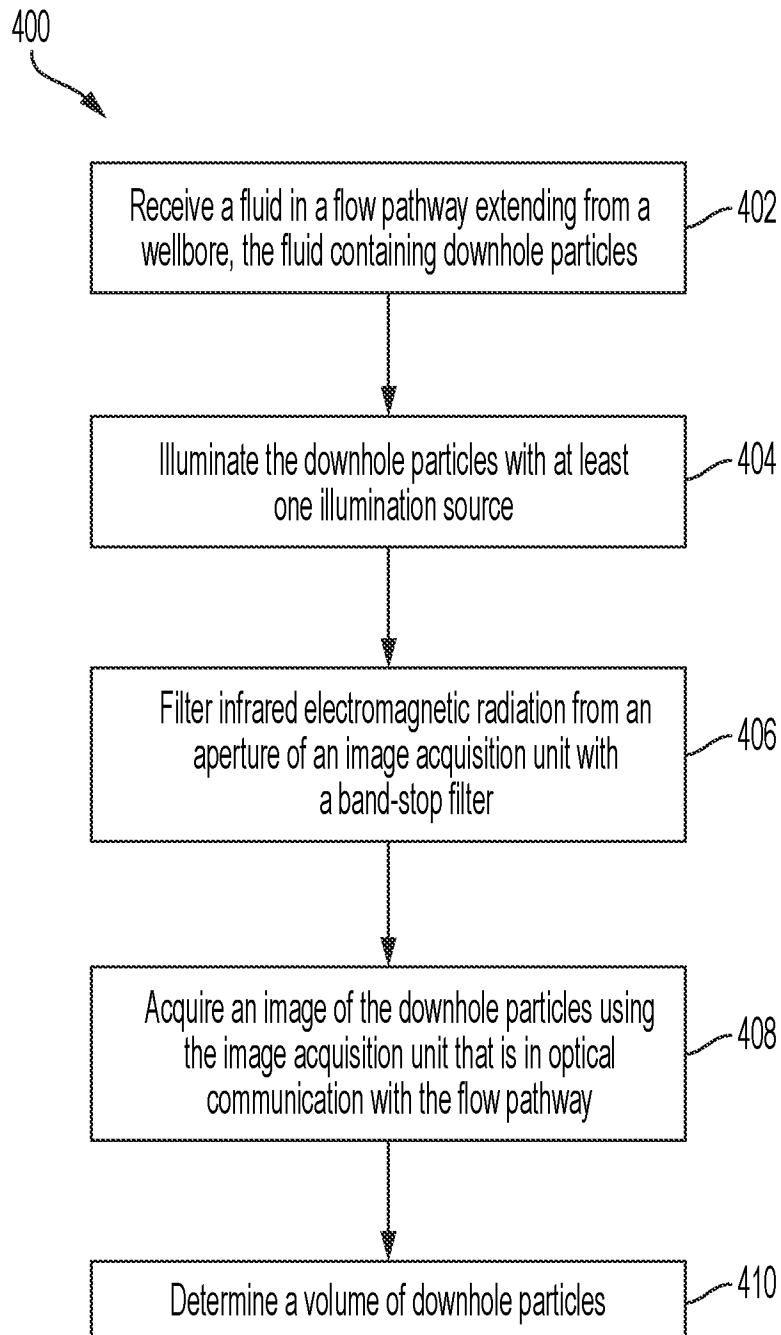 400
Receive a fluid in a flow pathway extending from a
wellbore, the fluid containing downhole particles
402
Illuminate the downhole particles with at least
one illumination source
404
Filter infrared electromagnetic radiation from an
aperture of an image acquisition unit with
a band-stop filter
406
Acquire an image of the downhole particles using
the image acquisition unit that is in optical
communication with the flow pathway
408
Determine a volume of downhole particles
410